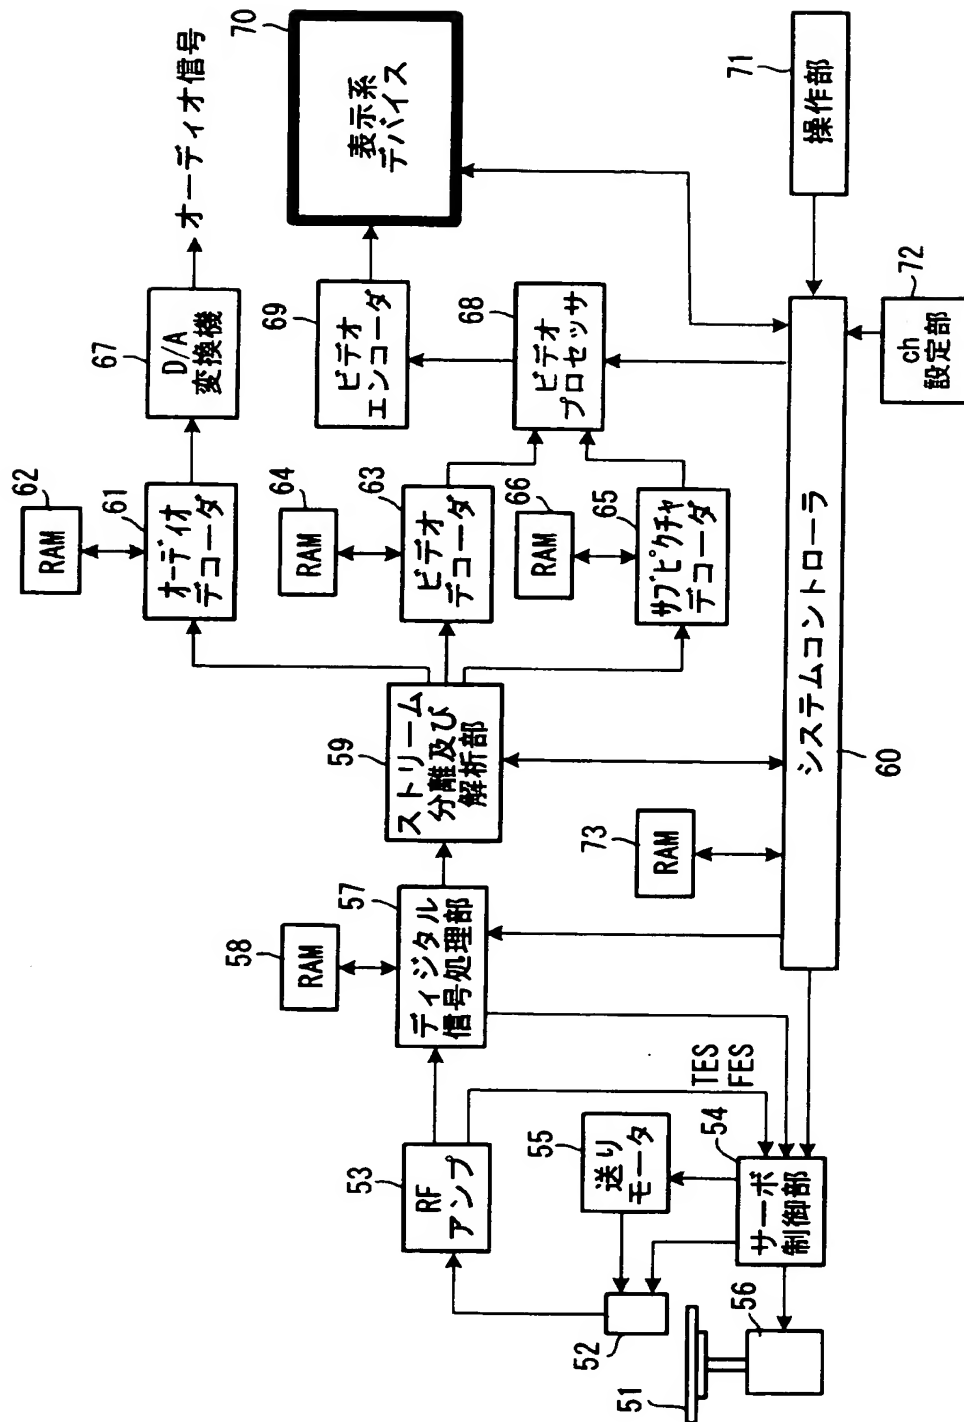 オーディオ信号
67
D/A
変換機
70
表示系
デバイス
62
RAM
61
オーディオ
デコーダ
64
RAM
63
ビデオ
デコーダ
69
ビデオ
エンコーダ
68
ビデオ
プロセッサ
66
RAM
65
サブピクチャ
デコーダ
71
操作部
72
ch
設定部
59
ストリーム
分離及び
解析部
58
RAM
57
ディジタル
信号処理部
73
RAM
システムコントローラ
60
53
RF
アンプ
55
送り
モータ
TES
FES
54
サーボ
制御部
52
51
56